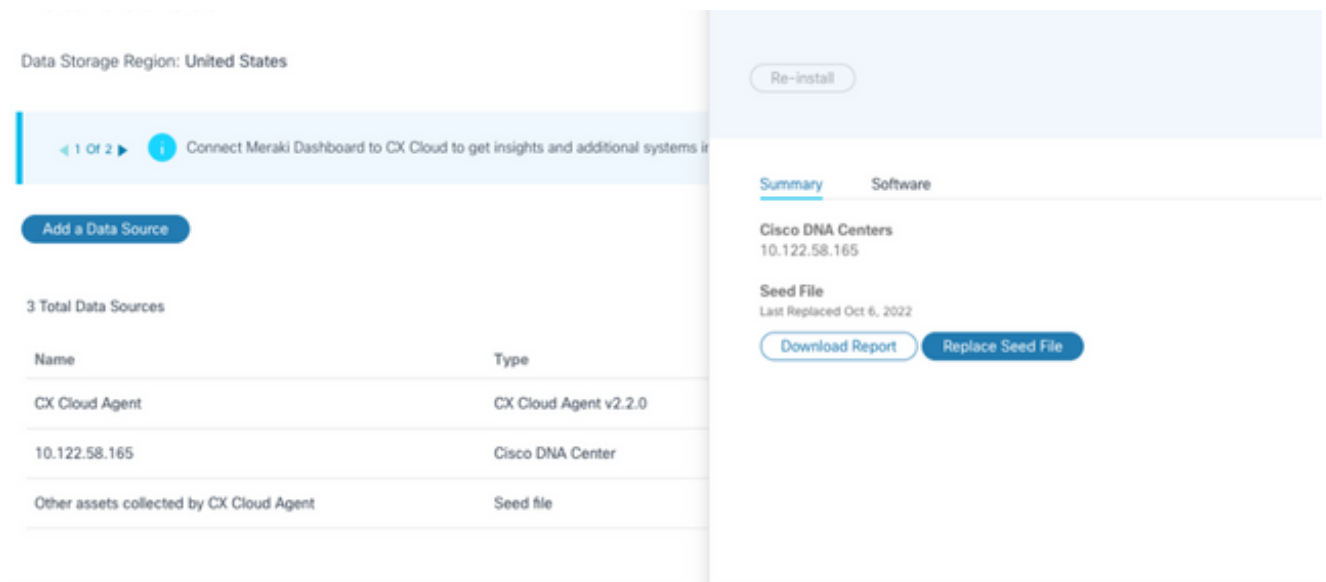 Data Storage Region: United States
1 Of 2
Connect Meraki Dashboard to CX Cloud to get insights and additional systems
Add a Data Source
3 Total Data Sources
Name Type
CX Cloud Agent CX Cloud Agent v2.2.0
10.122.58.165 Cisco DNA Center
Other assets collected by CX Cloud Agent Seed file
Re-install
Summary Software
Cisco DNA Centers
10.122.58.165
Seed File
Last Replaced Oct 6, 2022
Download Report Replace Seed File